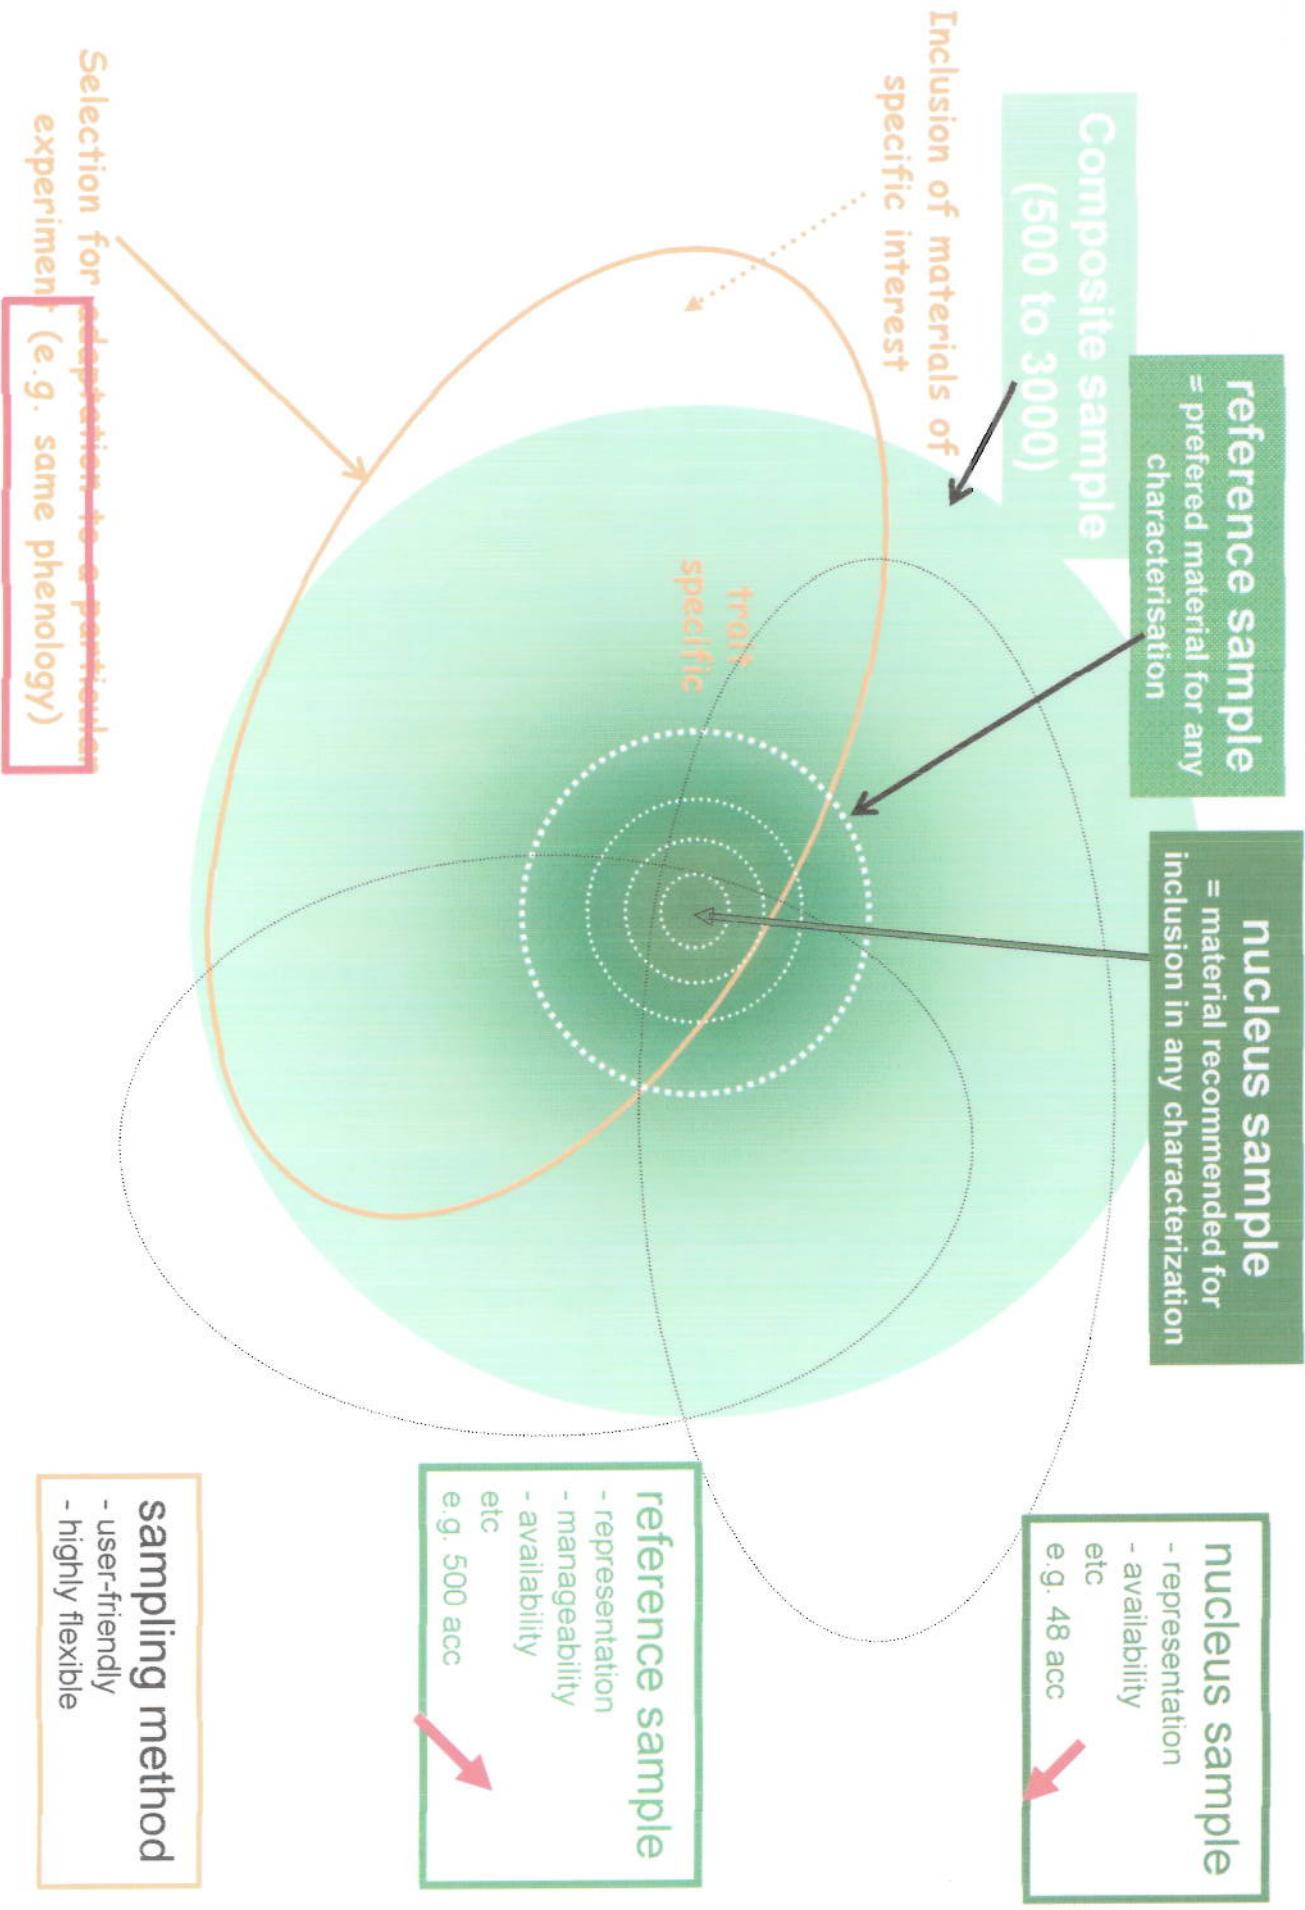 Composite sample
(500 to 3000)
reference sample
= prefered material for any
characterisation
nucleus sample
= material recommended for
inclusion in any characterization
Inclusion of materials of
specific interest
trait
specific
Selection for adaptation to a particular
experiment (e.g. same phenology)
nucleus sample
- representation
- availability
etc
e.g. 48 acc
reference sample
- representation
- manageability
- availability
etc
e.g. 500 acc
sampling method
- user-friendly
- highly flexible